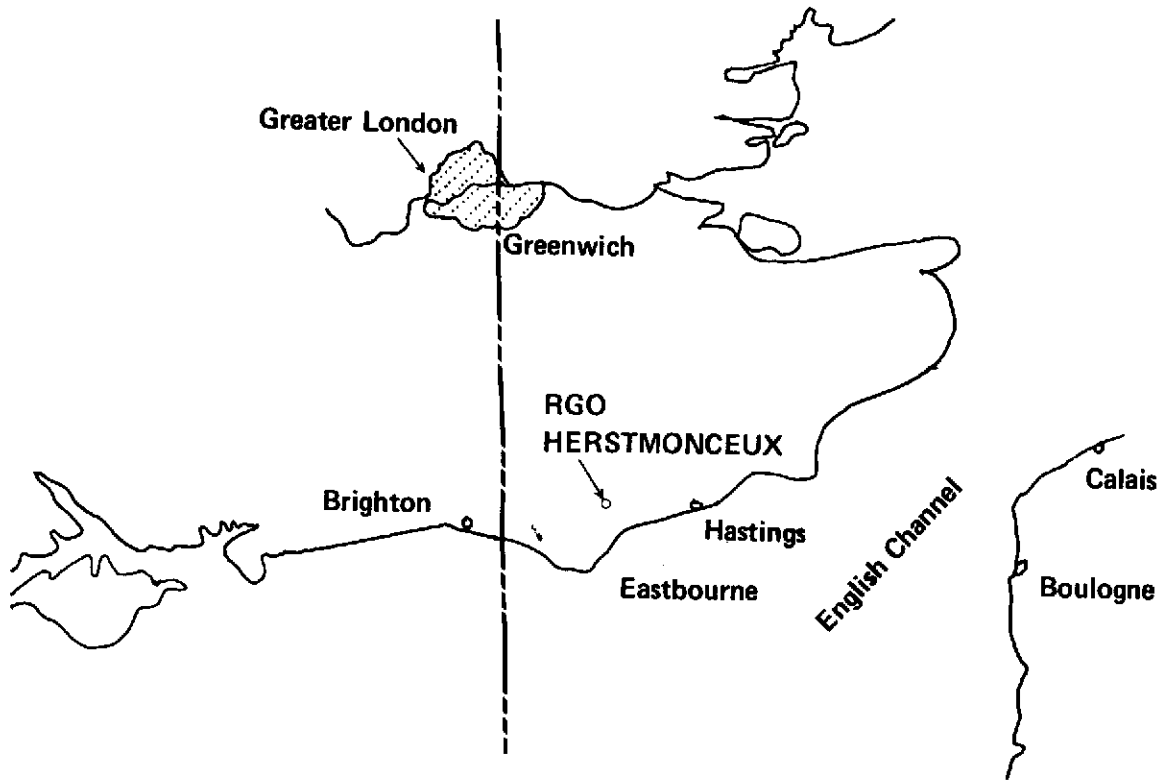 Greater London
Greenwich
RGO
HERSTMONCEUX
Brighton
Hastings
Eastbourne
English Channel
Calais
Boulogne